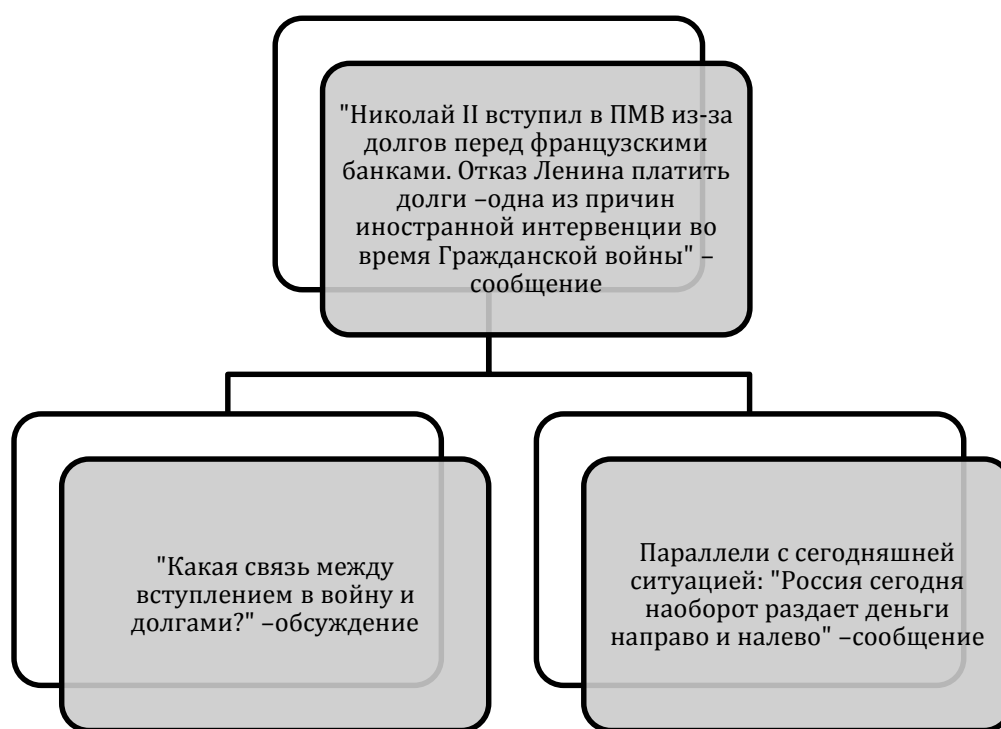 "Николай II вступил в ПМВ из-за
долгов перед французскими
банками. Отказ Ленина платить
долги –одна из причин
иностранной интервенции во
время Гражданской войны" –
сообщение
"Какая связь между
вступлением в войну и
долгами?" –обсуждение
Параллели с сегодняшней
ситуацией: "Россия сегодня
наоборот раздает деньги
направо и налево" –сообщение